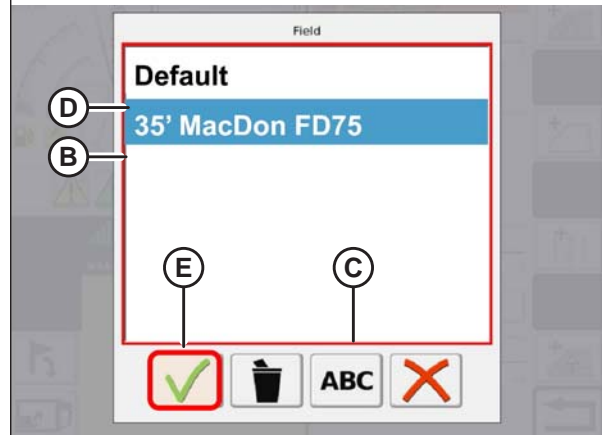 Field
Default
D
35' MacDon FD75
B
E
C
ABC